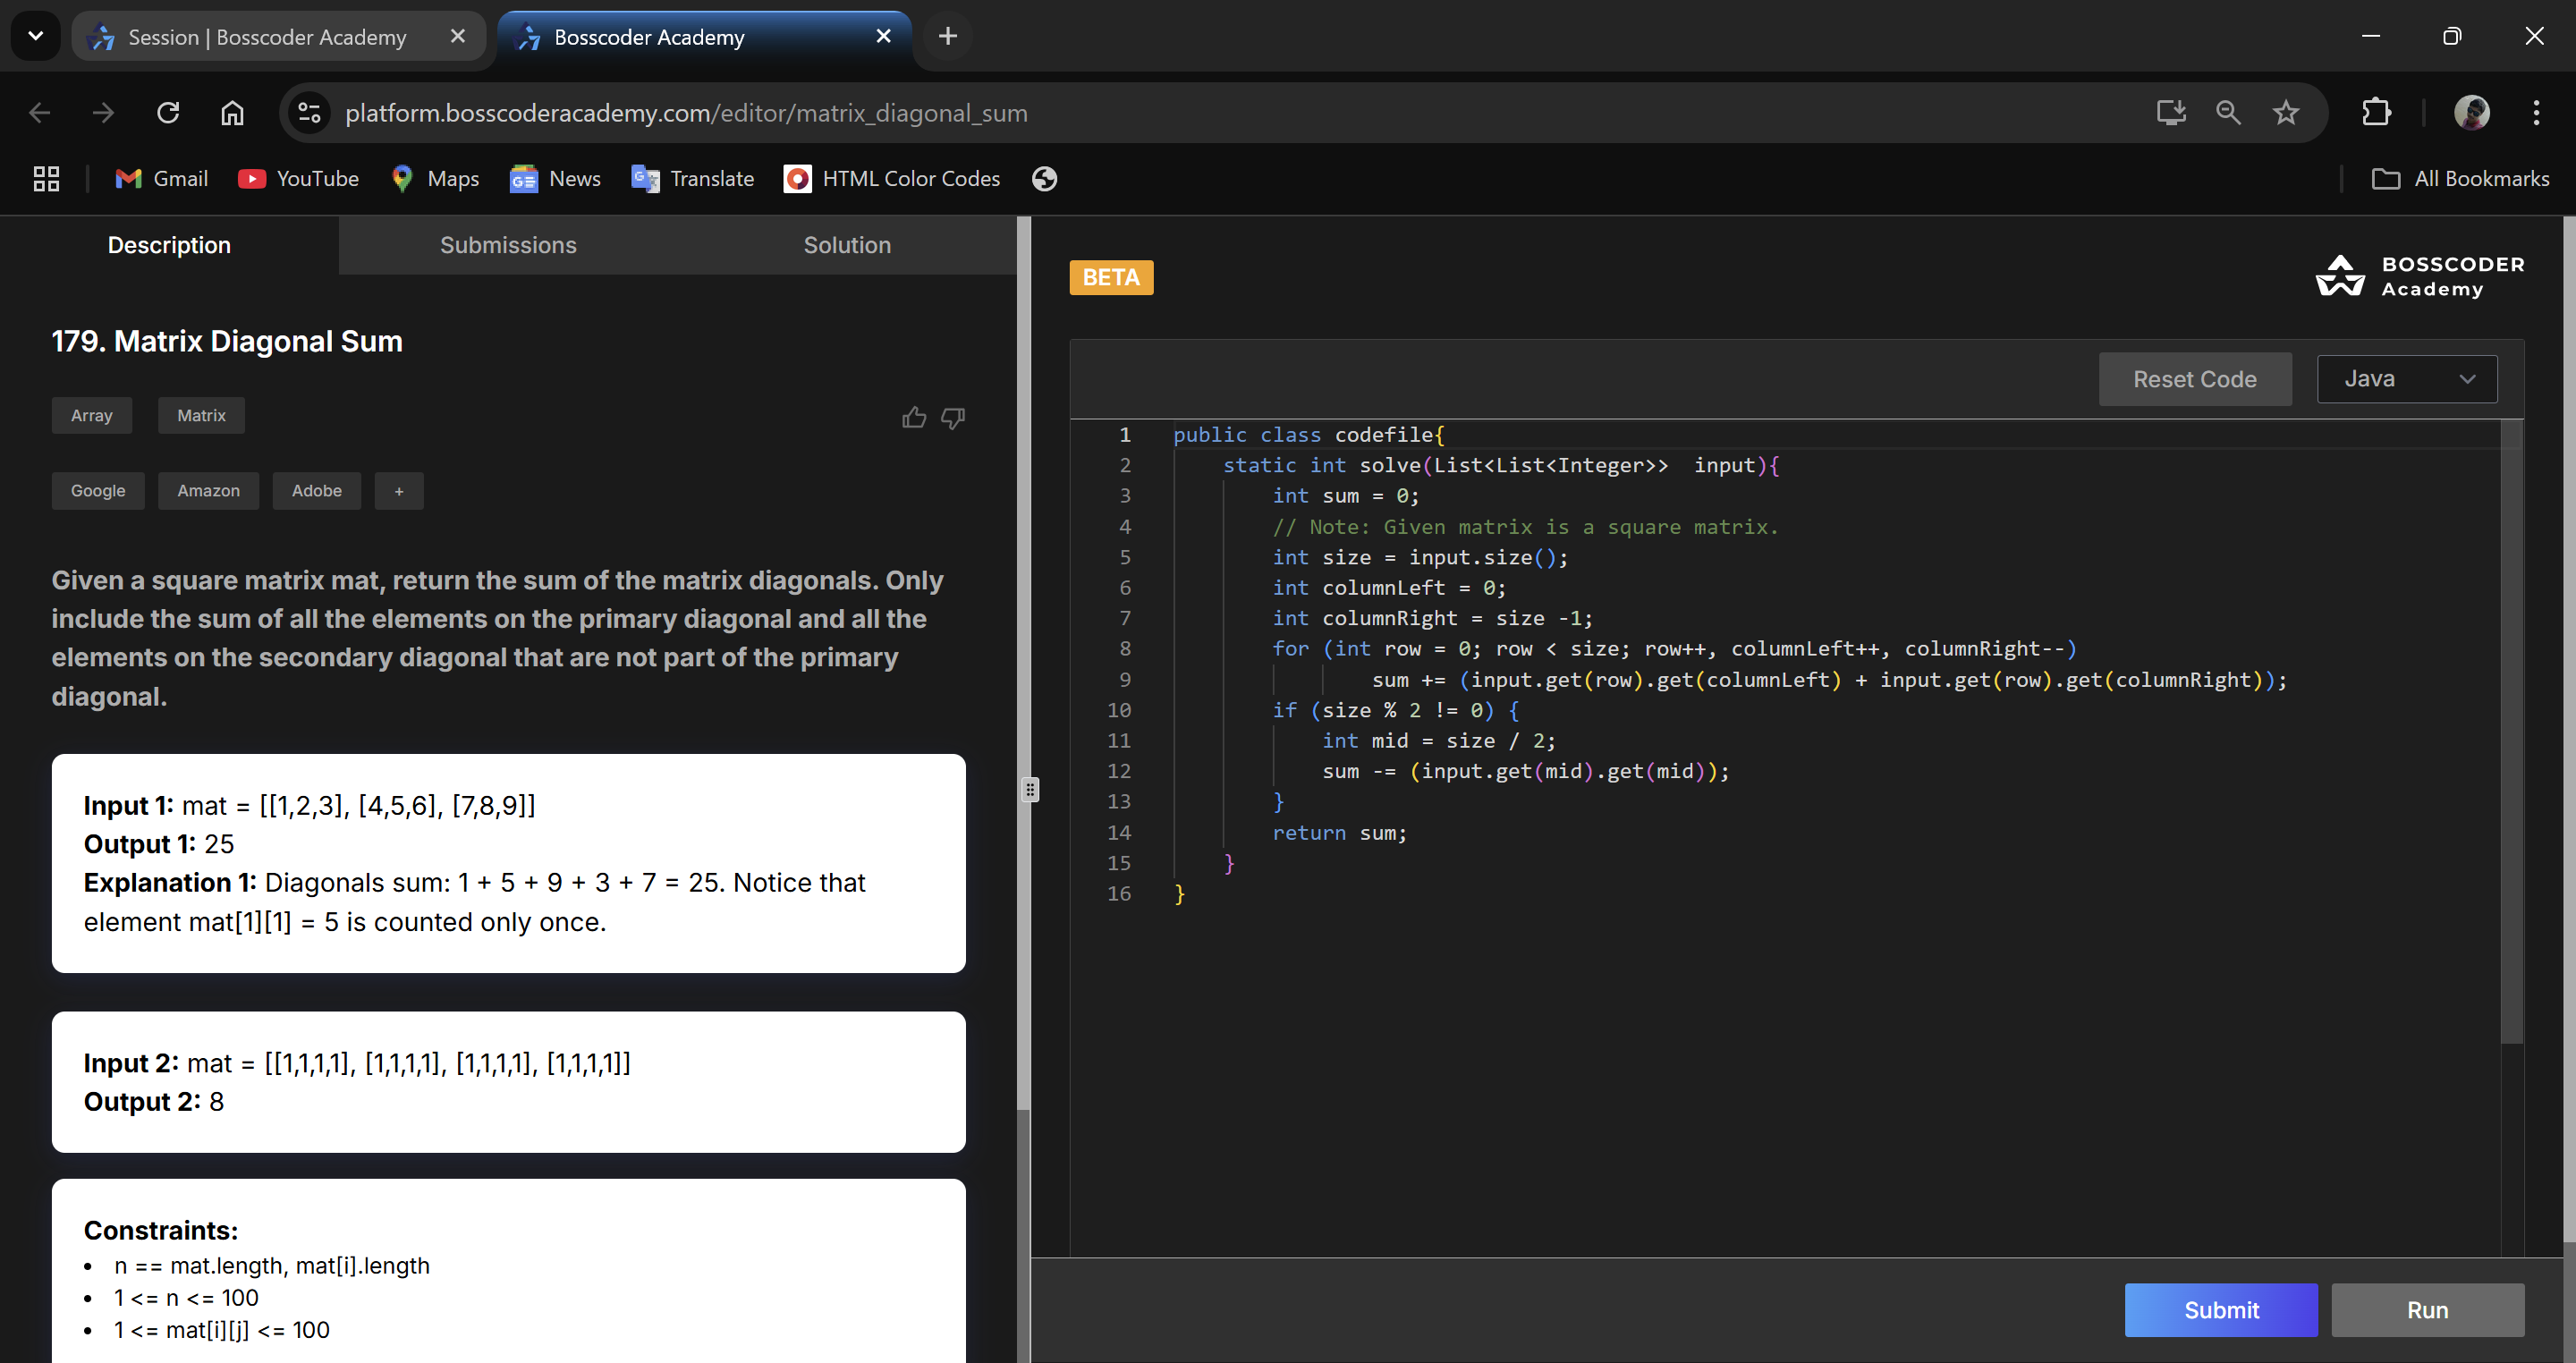 Session | Bosscoder Academy
Bosscoder Academy
platform.bosscoderacademy.com/editor/matrix_diagonal_sum
Gmail
YouTube
Maps
News
Translate
HTML Color Codes
All Bookmarks
Description
Submissions
Solution
179. Matrix Diagonal Sum
Array
Matrix
Google
Amazon
Adobe
+
Given a square matrix mat, return the sum of the matrix diagonals. Only
include the sum of all the elements on the primary diagonal and all the
elements on the secondary diagonal that are not part of the primary
diagonal.
Input 1: mat = [[1,2,3], [4,5,6], [7,8,9]]
Output 1: 25
Explanation 1: Diagonals sum: 1 + 5 + 9 + 3 + 7 = 25. Notice that
element mat[1][1] = 5 is counted only once.
Input 2: mat = [[1,1,1,1], [1,1,1,1], [1,1,1,1], [1,1,1,1]]
Output 2: 8
Constraints:
• n == mat.length, mat[i].length
• 1 <= n <= 100
• 1 <= mat[i][j] <= 100
BETA
BOSSCODER
Academy
Reset Code
Java
1 public class codefile{
2 static int solve(List<List<Integer>>  input){
3 int sum = 0;
4 // Note: Given matrix is a square matrix.
5 int size = input.size();
6 int columnLeft = 0;
7 int columnRight = size -1;
8 for (int row = 0; row < size; row++, columnLeft++, columnRight--)
9 sum += (input.get(row).get(columnLeft) + input.get(row).get(columnRight));
10 if (size % 2 != 0) {
11 int mid = size / 2;
12 sum -= (input.get(mid).get(mid));
13 }
14 return sum;
15 }
16 }
Submit
Run